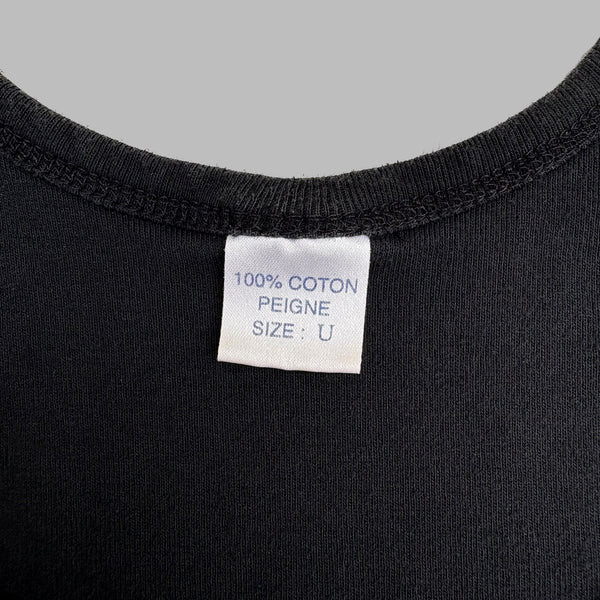 100% COTON
PEIGNE
SIZE : U